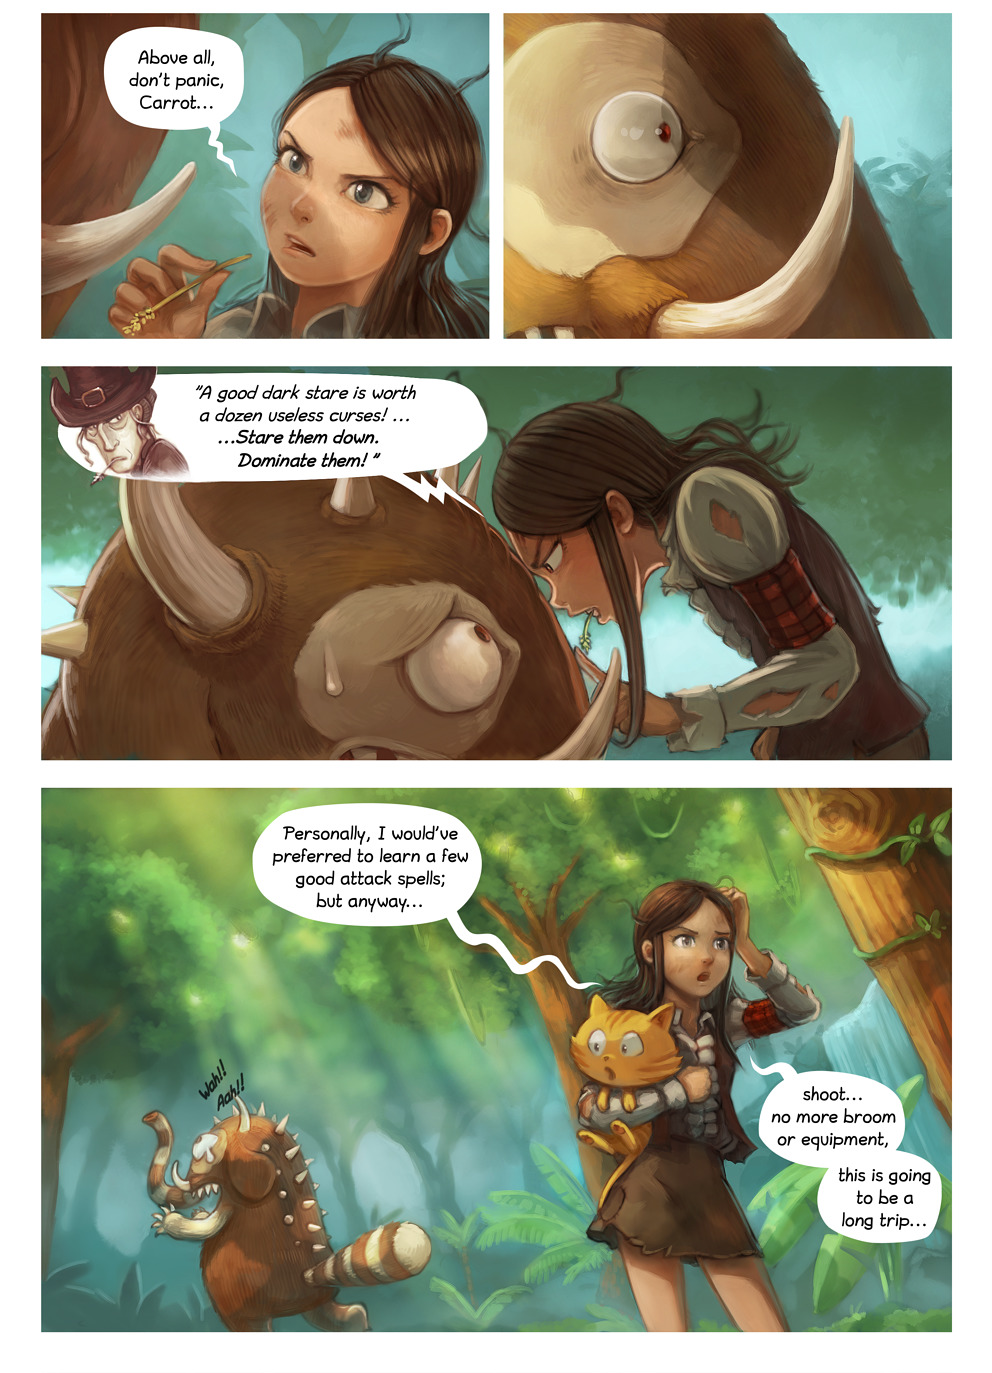 Above all,
don't panic,
Carrot...
"A good dark stare is worth
a dozen useless curses! ...
...Stare them down.
Dominate them! "
Personally, I would've
preferred to learn a few
good attack spells;
but anyway...
Wah!!
Aah!!
shoot...
no more broom
or equipment,
this is going
to be a
long trip...